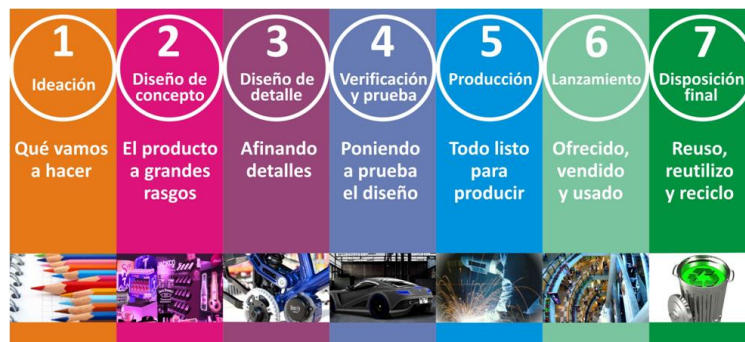 1
Ideación
Qué vamos
a hacer
2
Diseño de
concepto
El producto
a grandes
rasgos
3
Diseño de
detalle
Afinando
detalles
4
Verificación
y prueba
Poniendo
a prueba
el diseño
5
Producción
Todo listo
para
producir
6
Lanzamiento
Ofrecido,
vendido
y usado
7
Disposición
final
Reuso,
reutilizo
y reciclo